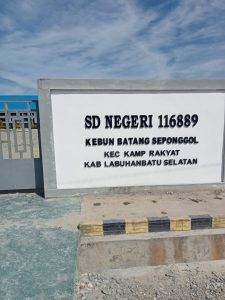 SD NEGERI 116889
KEBUN BATANG SEPONGGOL
KEC KAMP RAKYAT
KAB LABUHANBATU SELATAN